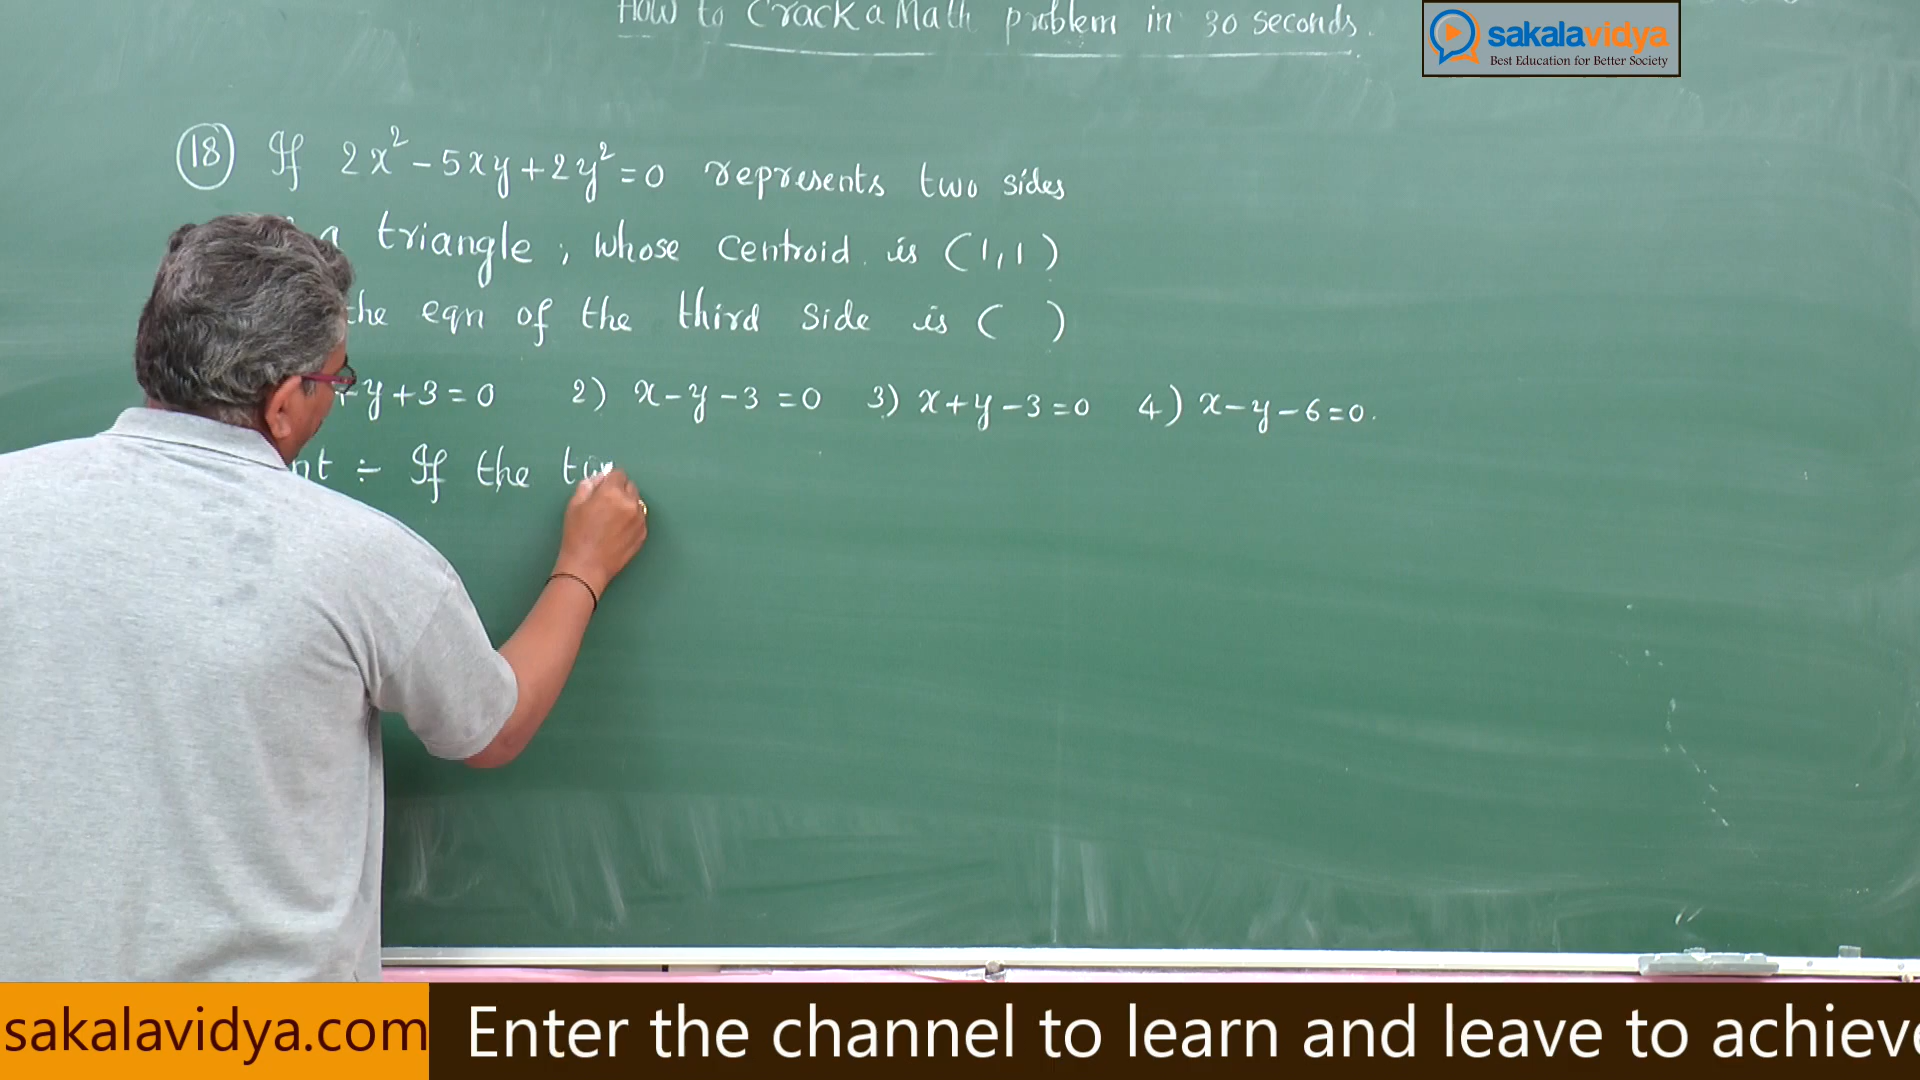 How to Crack a Math problem in 30 seconds.
sakalavidya
Best Education for Better Society
18 If 2x² - 5xy + 2y² = 0 represents two sides
a triangle, whose centroid is (1,1)
the eqn of the third side is ( )
y + 3 = 0 2) x - y - 3 = 0 3) x + y - 3 = 0 4) x - y - 6 = 0.
If the
sakalavidya.com Enter the channel to learn and leave to achieve